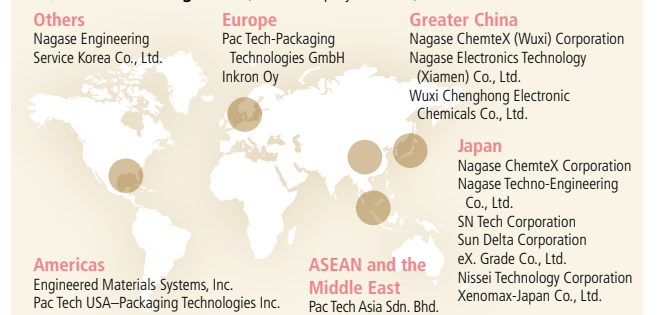 Others
Nagase Engineering
Service Korea Co., Ltd.
Europe
Pac Tech-Packaging
Technologies GmbH
Inkron Oy
Greater China
Nagase ChemteX (Wuxi) Corporation
Nagase Electronics Technology
(Xiamen) Co., Ltd.
Wuxi Chenghong Electronic
Chemicals Co., Ltd.
Japan
Nagase ChemteX Corporation
Nagase Techno-Engineering
Co., Ltd.
SN Tech Corporation
Sun Delta Corporation
eX. Grade Co., Ltd.
Nissei Technology Corporation
Xenomax-Japan Co., Ltd.
Americas
Engineered Materials Systems, Inc.
Pac Tech USA–Packaging Technologies Inc.
ASEAN and the
Middle East
Pac Tech Asia Sdn. Bhd.